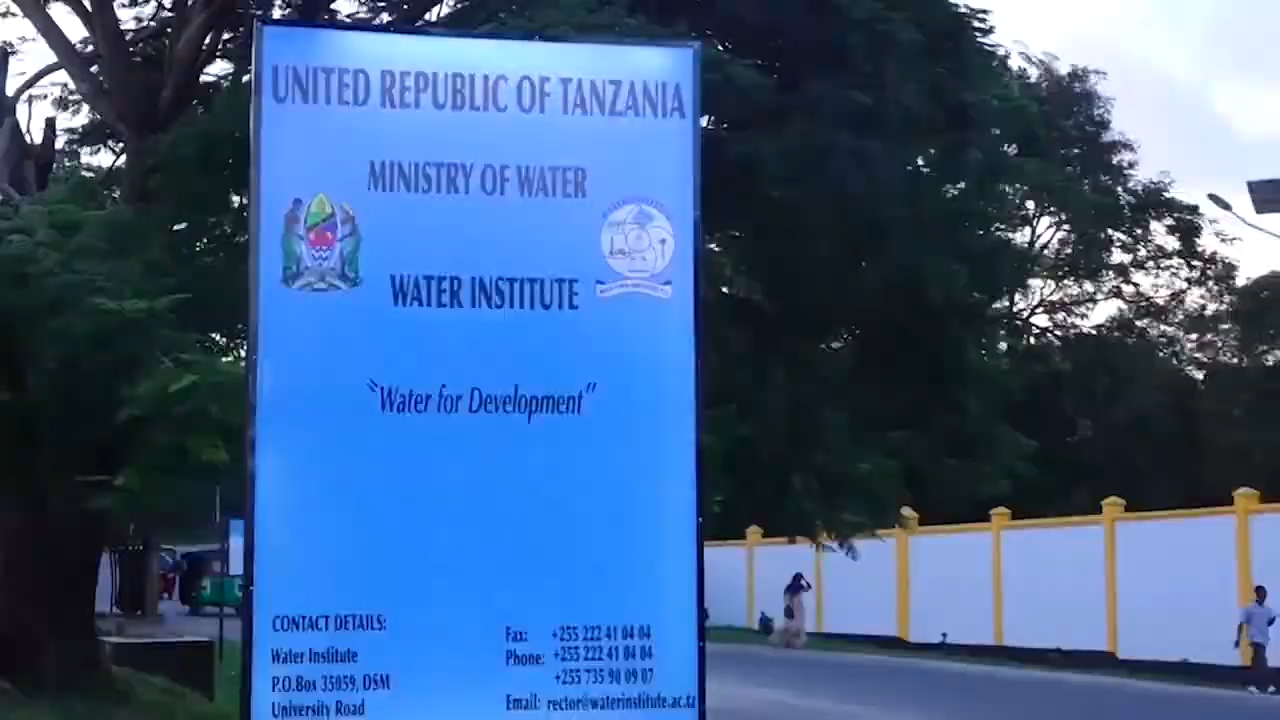 UNITED REPUBLIC OF TANZANIA
MINISTRY OF WATER
WATER INSTITUTE
"Water for Development"
CONTACT DETAILS:
Water Institute
P.O.Box 35059, DSM
University Road
Fax: +255 222 41 04 04
Phone: +255 222 41 04 04
+255 735 90 09 07
Email: rector@waterinstitute.ac.tz